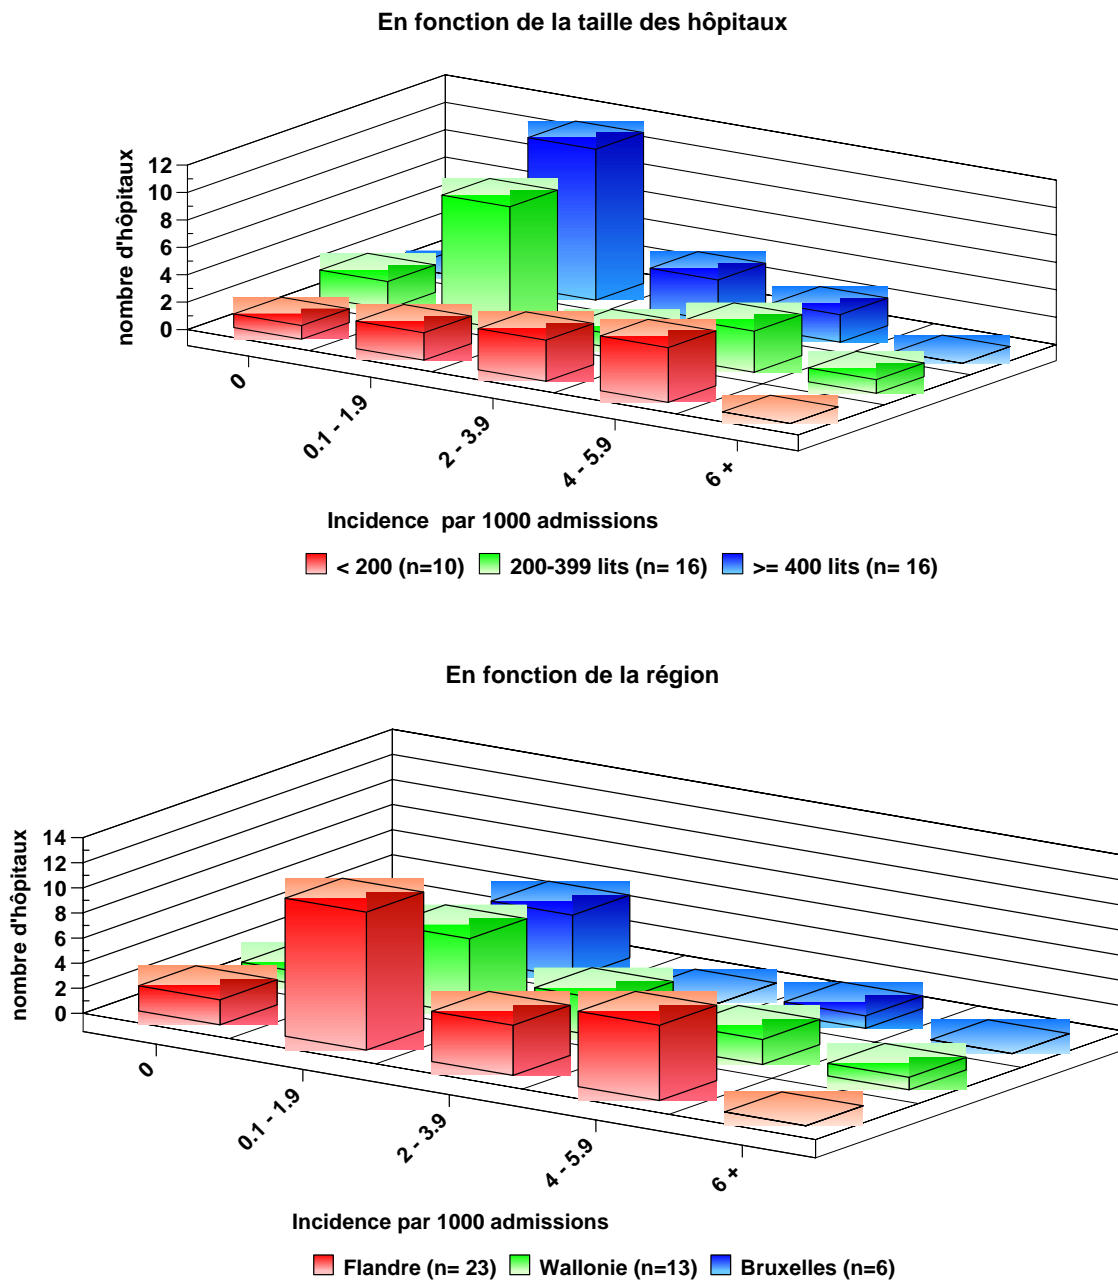 En fonction de la taille des hôpitaux
nombre d'hôpitaux
12
10
8
6
4
2
0
0
0.1 - 1.9
2 - 3.9
4 - 5.9
6 +
Incidence  par 1000 admissions
< 200 (n=10) 200-399 lits (n= 16) >= 400 lits (n= 16)
En fonction de la région
nombre d'hôpitaux
14
12
10
8
6
4
2
0
0
0.1 - 1.9
2 - 3.9
4 - 5.9
6 +
Incidence par 1000 admissions
Flandre (n= 23) Wallonie (n=13) Bruxelles (n=6)